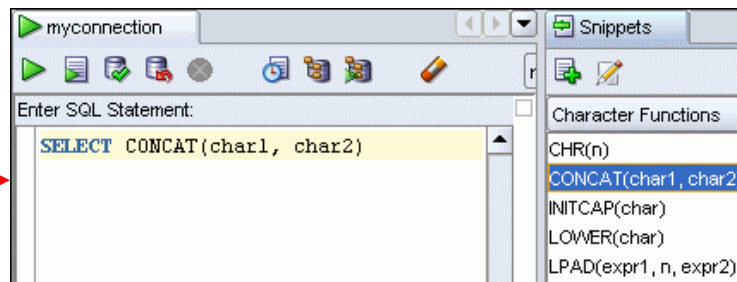 myconnection
Snippets
Enter SQL Statement:
SELECT CONCAT(char1, char2)
Character Functions
CHR(n)
CONCAT(char1, char2
INITCAP(char)
LOWER(char)
LPAD(expr1, n, expr2)